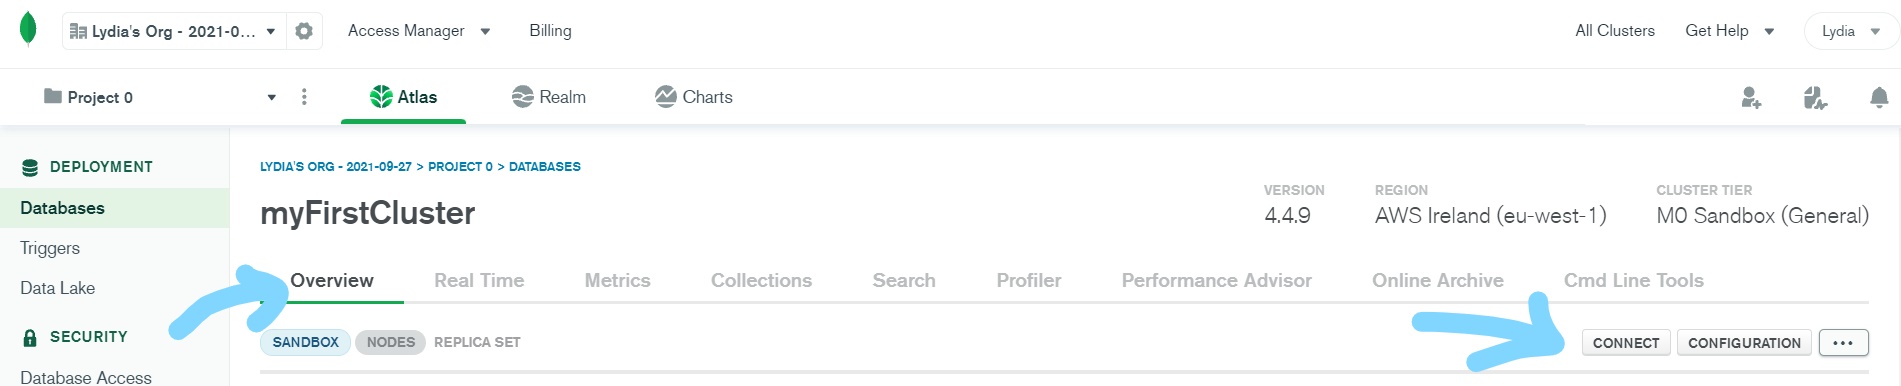 Lydia's Org - 2021-0... Access Manager Billing All Clusters Get Help Lydia
Project 0 Atlas Realm Charts
DEPLOYMENT
Databases
Triggers
Data Lake
SECURITY
Database Access
LYDIA'S ORG - 2021-09-27 > PROJECT 0 > DATABASES
myFirstCluster
VERSION REGION CLUSTER TIER
4.4.9 AWS Ireland (eu-west-1) M0 Sandbox (General)
Overview Real Time Metrics Collections Search Profiler Performance Advisor Online Archive Cmd Line Tools
SANDBOX NODES REPLICA SET CONNECT CONFIGURATION ...